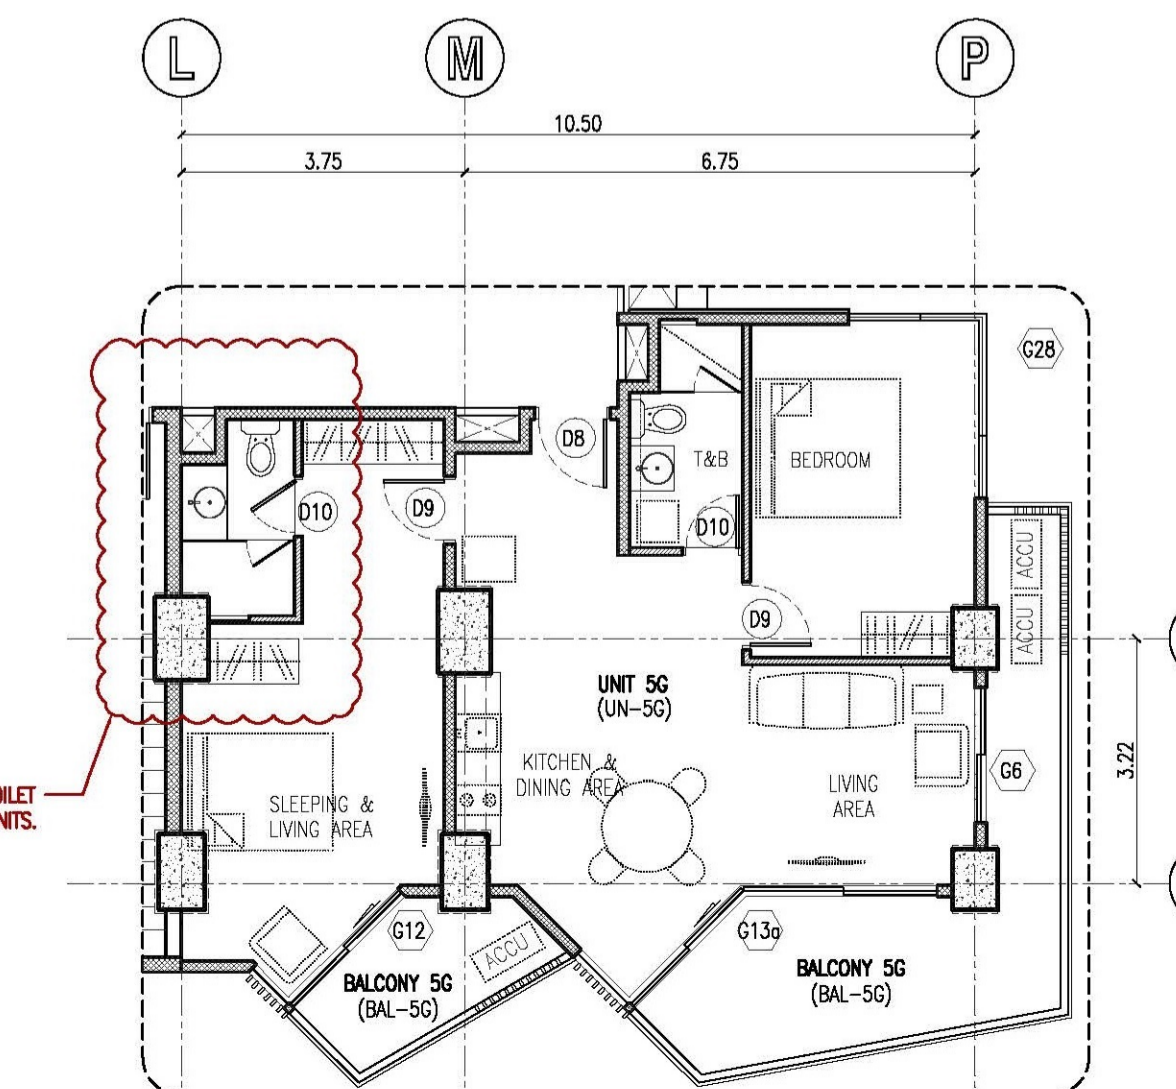 L
M
P
10.50
3.75
6.75
G28
D8
T&B
BEDROOM
D10
D9
D10
ACCU
ACCU
D9
UNIT 5G
(UN-5G)
3.22
KITCHEN &
DINING AREA
G6
LIVING
AREA
SLEEPING &
LIVING AREA
NITS.
G12
G13a
ACCU
BALCONY 5G
(BAL-5G)
BALCONY 5G
(BAL-5G)